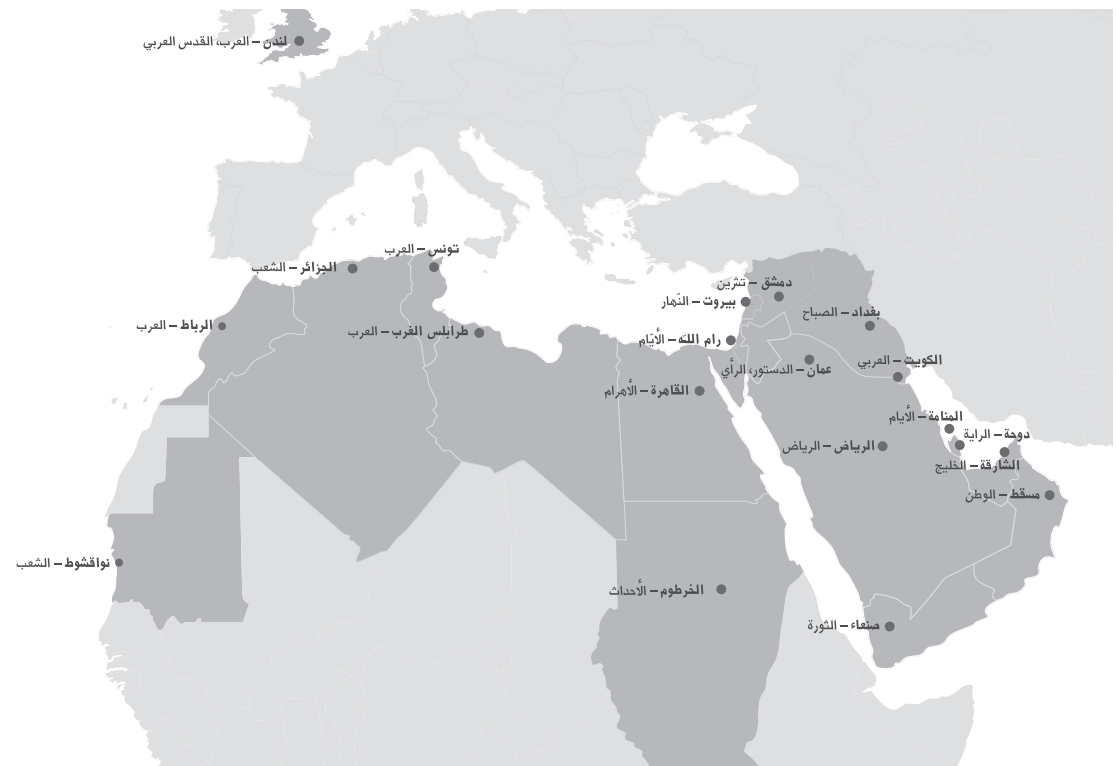 لندن – العرب، القدس العربي
تونس – العرب
الجزائر – الشعب
دمشق – تشرين
بيروت – النّهار
بغداد – الصباح
الرباط – العرب
طرابلس الغرب – العرب
رام الله – الأيّام
الكويت – العربي
عمان – الدستور، الرأي
القاهرة – الأهرام
المنامة – الأيام
دوحة – الراية
الرياض – الرياض
الشارقة – الخليج
مسقط – الوطن
نواقشوط – الشعب
الخرطوم – الأحداث
صنعاء – الثورة